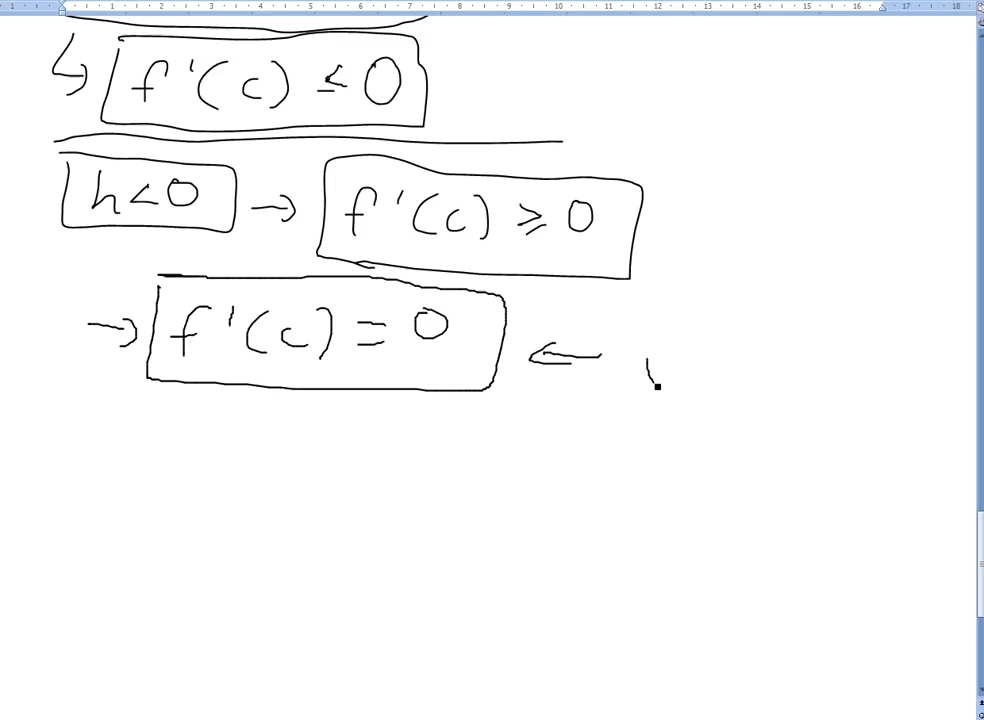 ↳ f'(c) ≤ 0
h<0 → f'(c) ≥ 0
→ f'(c) = 0 ←